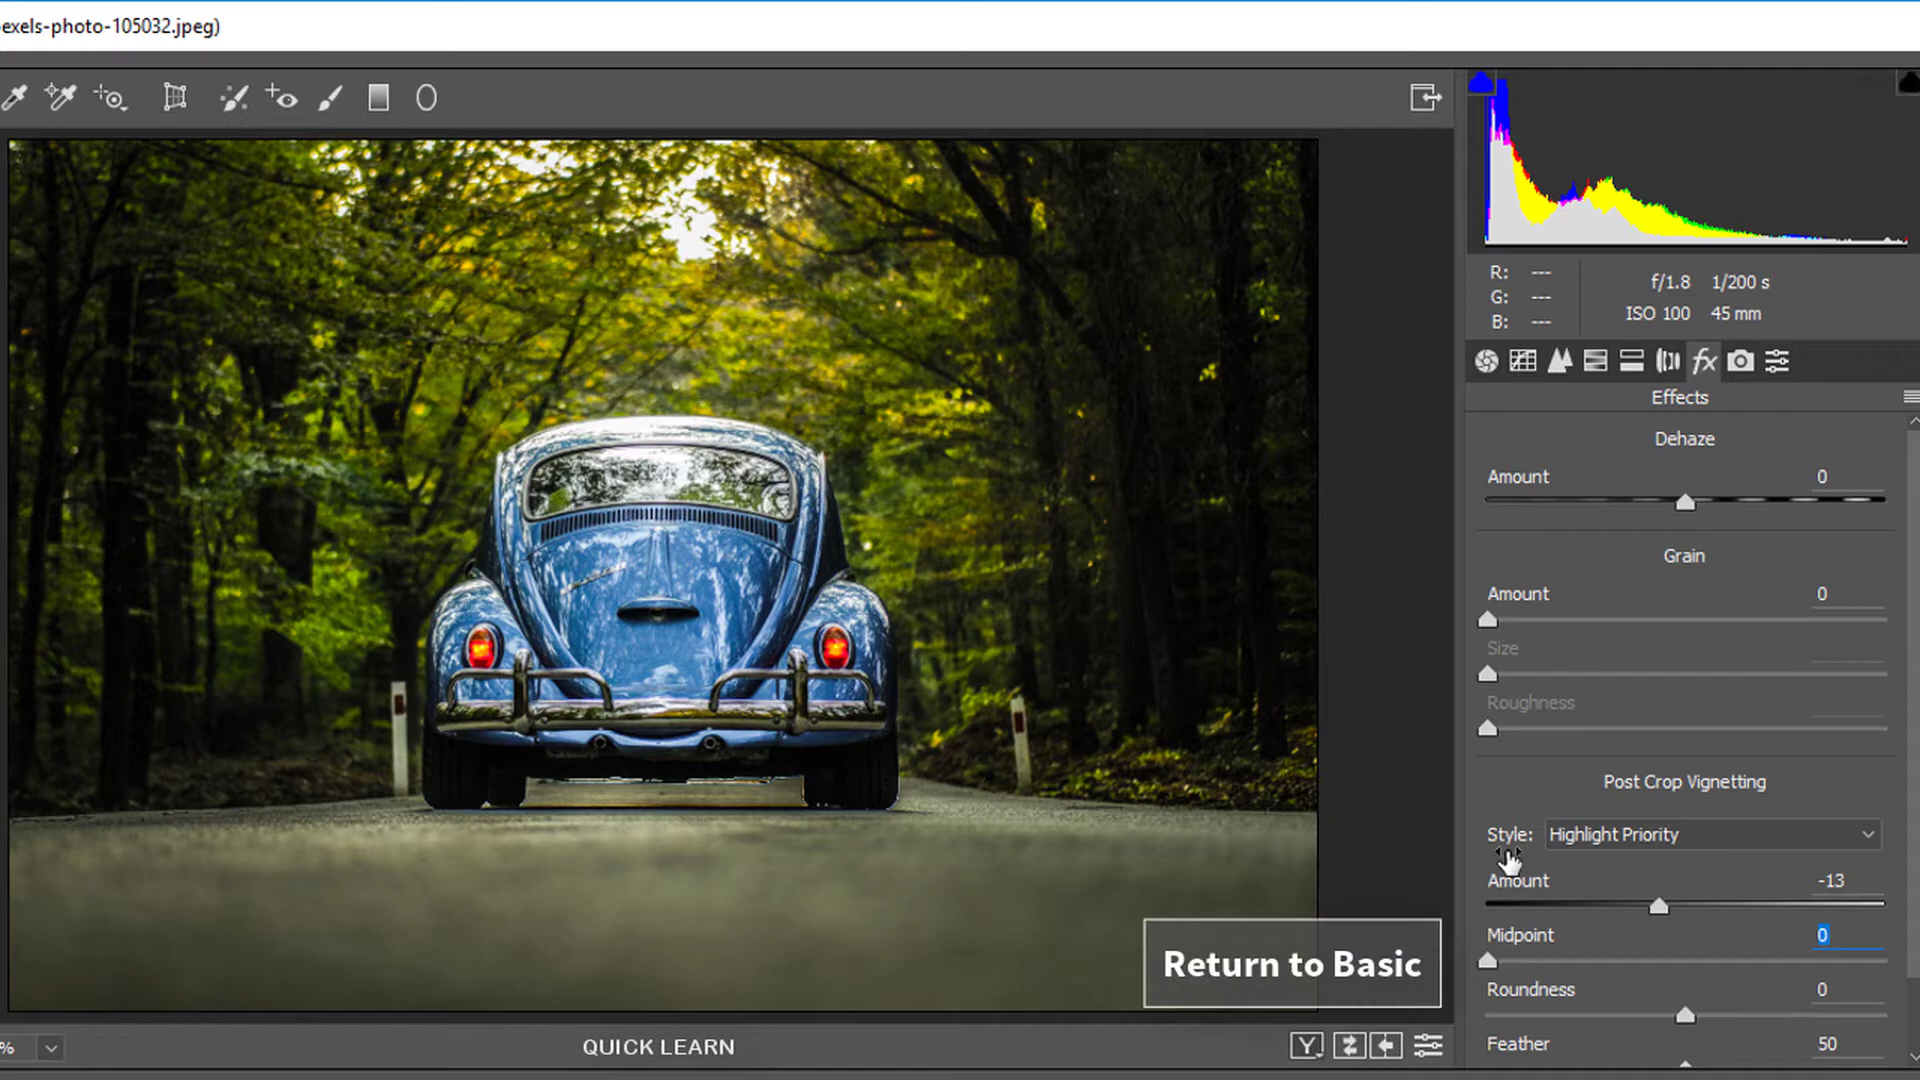 exels-photo-105032.jpeg)
R: ---
G: ---
B: ---
f/1.8 1/200 s
ISO 100 45 mm
fx
Effects
Dehaze
Amount 0
Grain
Amount 0
Size
Roughness
Post Crop Vignetting
Style: Highlight Priority
Amount -13
Midpoint 0
Roundness 0
Feather 50
Return to Basic
% QUICK LEARN Y